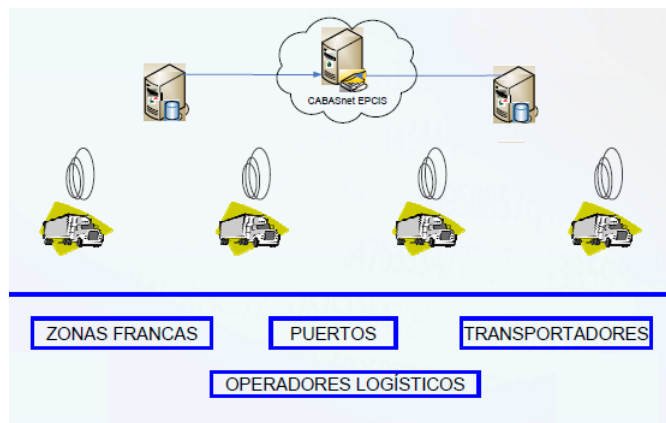 CABASnet EPCIS
ZONAS FRANCAS
PUERTOS
TRANSPORTADORES
OPERADORES LOGÍSTICOS